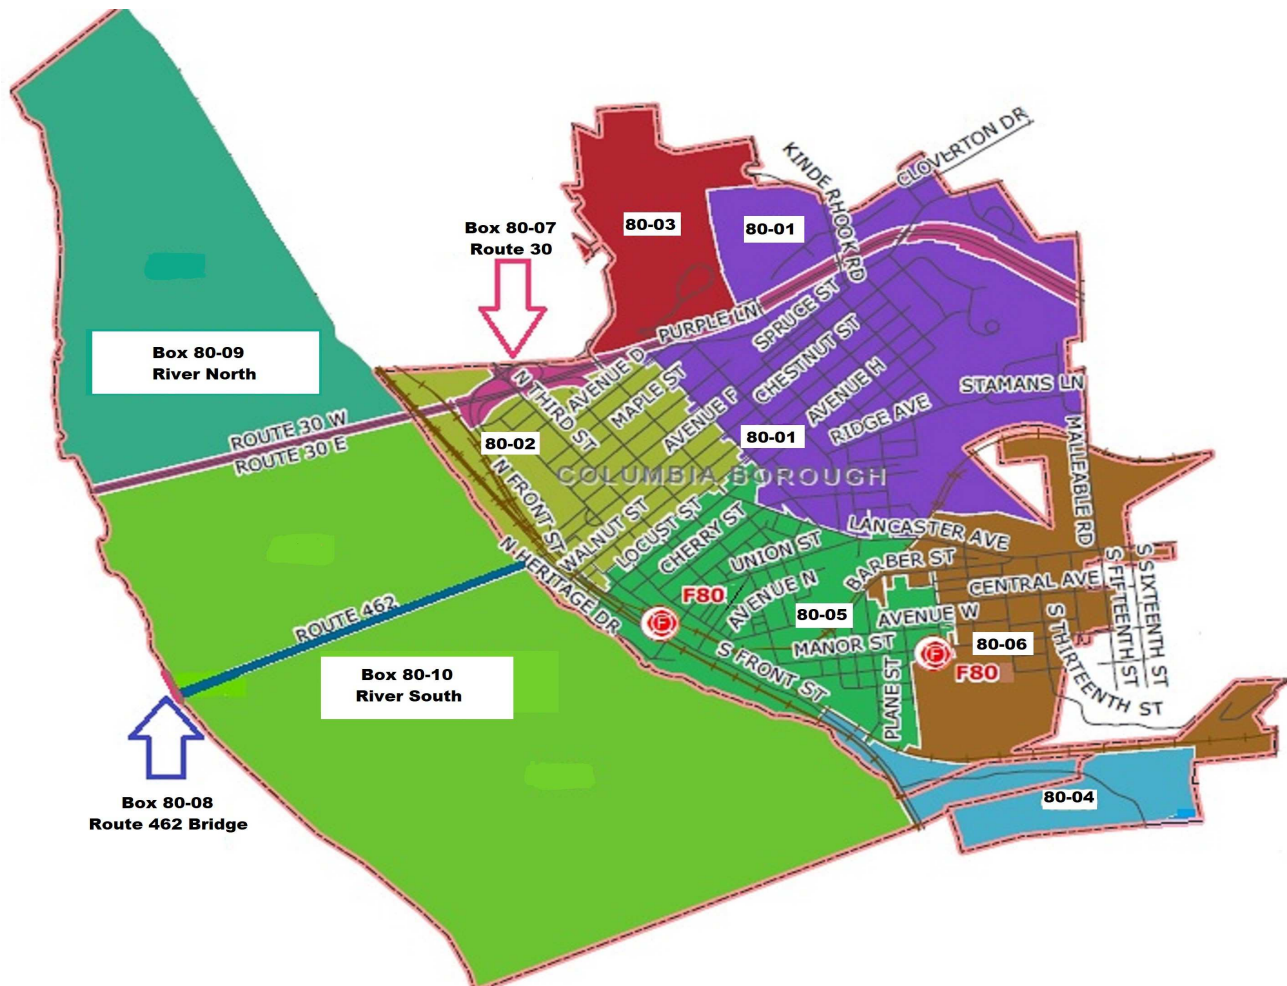 CLOVERTON DR
KINDERHOOK RD
80-03
80-01
Box 80-07
Route 30
PURPLE LN
SPRUCE ST
CHESTNUT ST
AVENUE H
RIDGE AVE
STAMANS LN
MALLEABLE RD
Box 80-09
River North
AVENUE D
MAPLE ST
AVENUE F
N THIRD ST
ROUTE 30 W
ROUTE 30 E
80-02
80-01
COLUMBIA BOROUGH
N FRONT ST
WALNUT ST
LOCUST ST
CHERRY ST
UNION ST
LANCASTER AVE
BARBER ST
CENTRAL AVE
S FIFTEENTH ST
S SIXTEENTH ST
N HERITAGE DR
F80
AVENUE N
80-05
AVENUE W
MANOR ST
80-06
S THIRTEENTH ST
ROUTE 462
F
F
F80
S FRONT ST
PLANE ST
Box 80-10
River South
Box 80-08
Route 462 Bridge
80-04